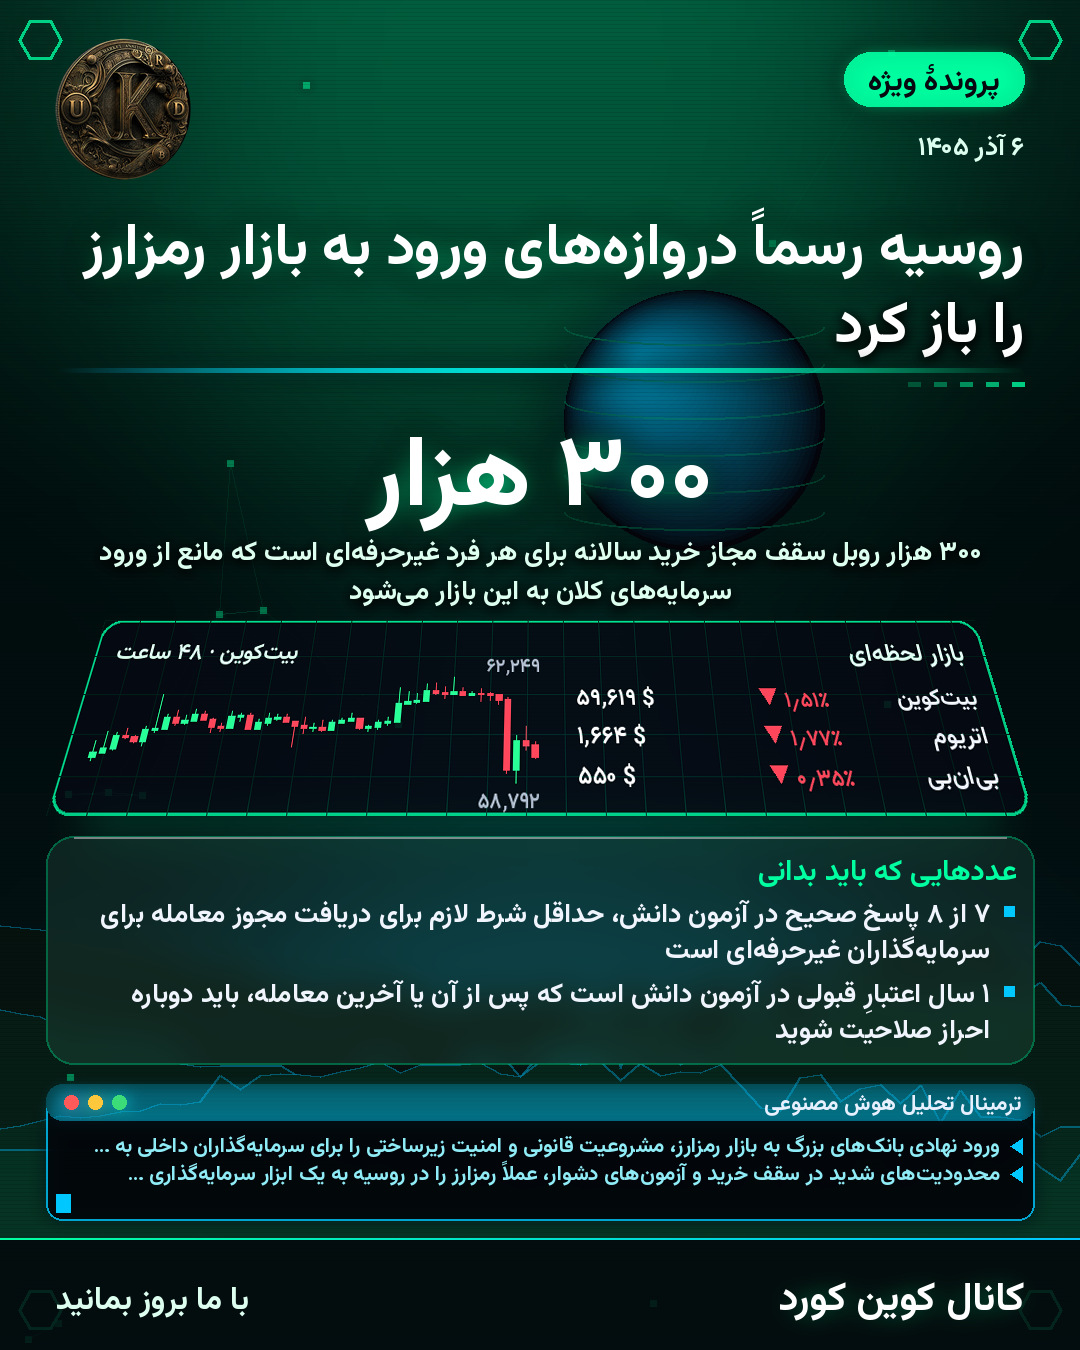 پروندهٔ ویژه
۶ آذر ۱۴۰۵
روسیه رسماً دروازه‌های ورود به بازار رمزارز
را باز کرد
۳۰۰ هزار
۳۰۰ هزار روبل سقف مجاز خرید سالانه برای هر فرد غیرحرفه‌ای است که مانع از ورود
سرمایه‌های کلان به این بازار می‌شود
بازار لحظه‌ای
بیت‌کوین ▼ ۱٫۵۱٪ ۵۹,۶۱۹ $
اتریوم ▼ ۱٫۷۷٪ ۱,۶۶۴ $
بی‌ان‌بی ▼ ۰٫۳۵٪ ۵۵۰ $
بیت‌کوین · ۴۸ ساعت
۶۲,۲۴۹
۵۸,۷۹۲
عددهایی که باید بدانی
۷ از ۸ پاسخ صحیح در آزمون دانش، حداقل شرط لازم برای دریافت مجوز معامله برای
سرمایه‌گذاران غیرحرفه‌ای است
۱ سال اعتبارِ قبولی در آزمون دانش است که پس از آن یا آخرین معامله، باید دوباره
احراز صلاحیت شوید
ترمینال تحلیل هوش مصنوعی
ورود نهادی بانک‌های بزرگ به بازار رمزارز، مشروعیت قانونی و امنیت زیرساختی را برای سرمایه‌گذاران داخلی به ...
محدودیت‌های شدید در سقف خرید و آزمون‌های دشوار، عملاً رمزارز را در روسیه به یک ابزار سرمایه‌گذاری ...
کانال کوین کورد
با ما بروز بمانید